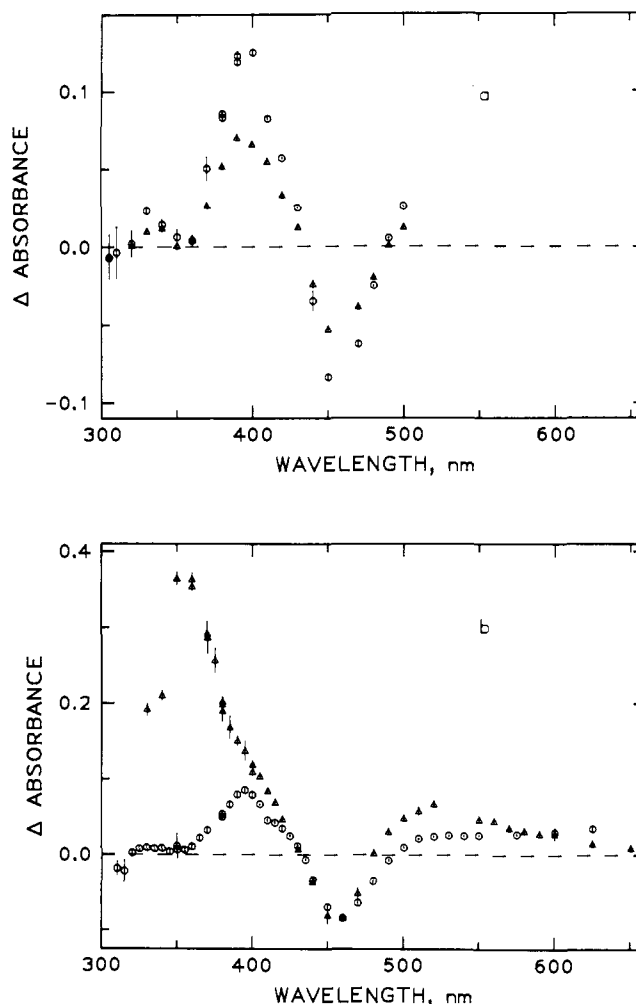 0.1
a
0.0
-0.1
Δ ABSORBANCE
300 400 500 600
WAVELENGTH, nm
0.4
b
0.2
0.0
Δ ABSORBANCE
300 400 500 600
WAVELENGTH, nm